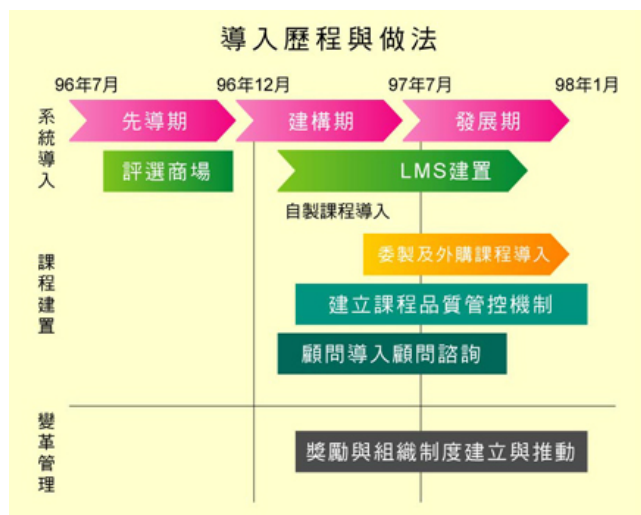 導入歷程與做法
96年7月
96年12月
97年7月
98年1月
系統導入
先導期
建構期
發展期
評選商場
LMS建置
自製課程導入
課程建置
委製及外購課程導入
建立課程品質管控機制
顧問導入顧問諮詢
變革管理
獎勵與組織制度建立與推動